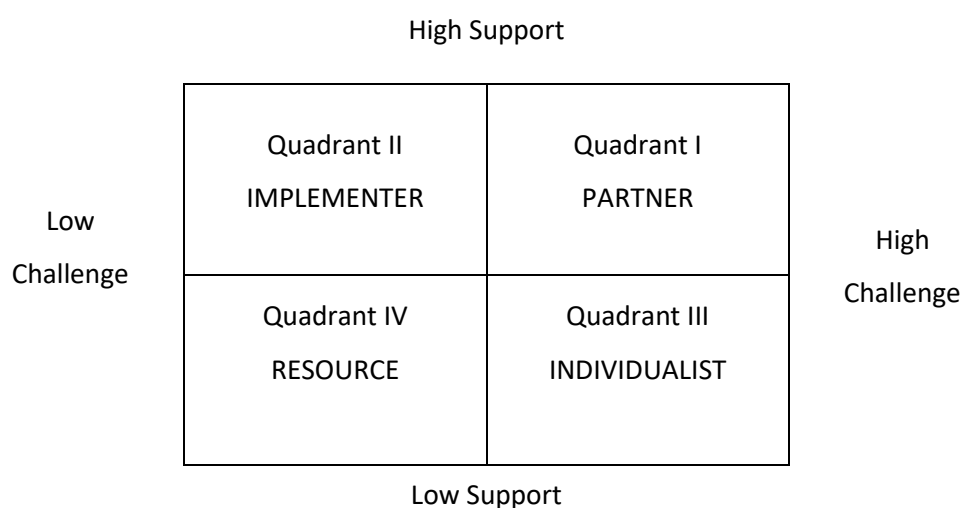 High Support
Quadrant II
IMPLEMENTER
Quadrant I
PARTNER
Low
Challenge
High
Challenge
Quadrant IV
RESOURCE
Quadrant III
INDIVIDUALIST
Low Support